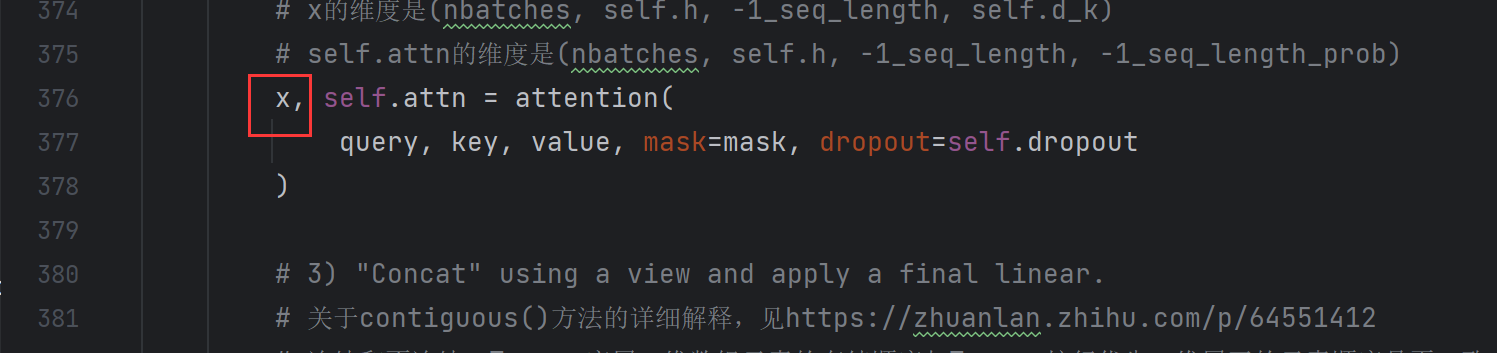 374 # x的维度是(nbatches, self.h, -1_seq_length, self.d_k)
375 # self.attn的维度是(nbatches, self.h, -1_seq_length, -1_seq_length_prob)
376 x, self.attn = attention(
377 query, key, value, mask=mask, dropout=self.dropout
378 )
379
380 # 3) "Concat" using a view and apply a final linear.
381 # 关于contiguous()方法的详细解释，见https://zhuanlan.zhihu.com/p/64551412